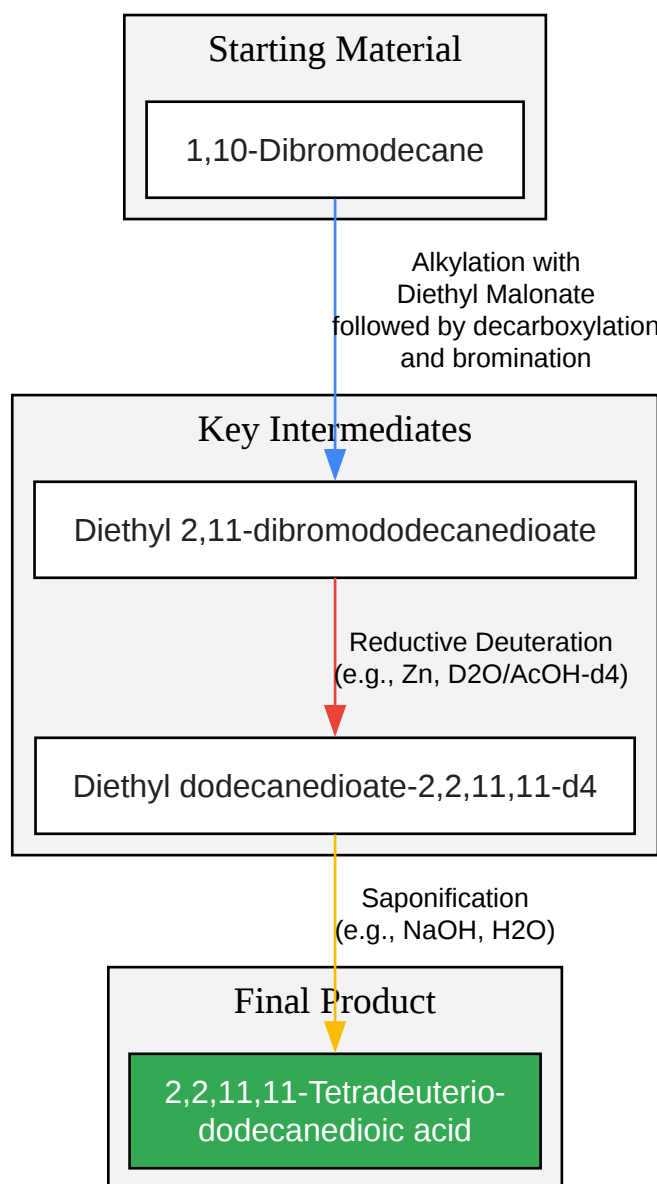 Starting Material
1,10-Dibromodecane
Alkylation with
Diethyl Malonate
followed by decarboxylation
and bromination
Key Intermediates
Diethyl 2,11-dibromododecanedioate
Reductive Deuteration
(e.g., Zn, D2O/AcOH-d4)
Diethyl dodecanedioate-2,2,11,11-d4
Saponification
(e.g., NaOH, H2O)
Final Product
2,2,11,11-Tetradeuterio-
dodecanedioic acid